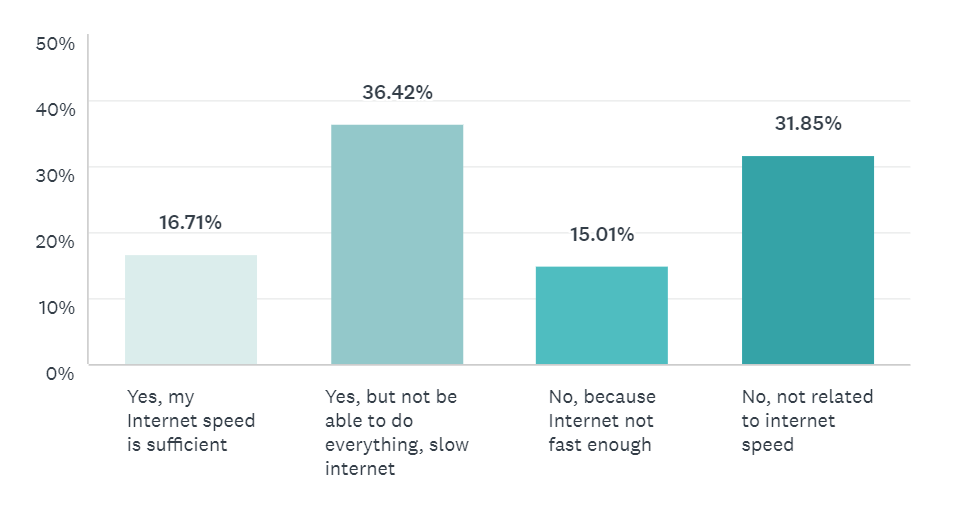 50%
40%
30%
20%
10%
0%
16.71%
36.42%
15.01%
31.85%
Yes, my
Internet speed
is sufficient
Yes, but not be
able to do
everything, slow
internet
No, because
Internet not
fast enough
No, not related
to internet
speed